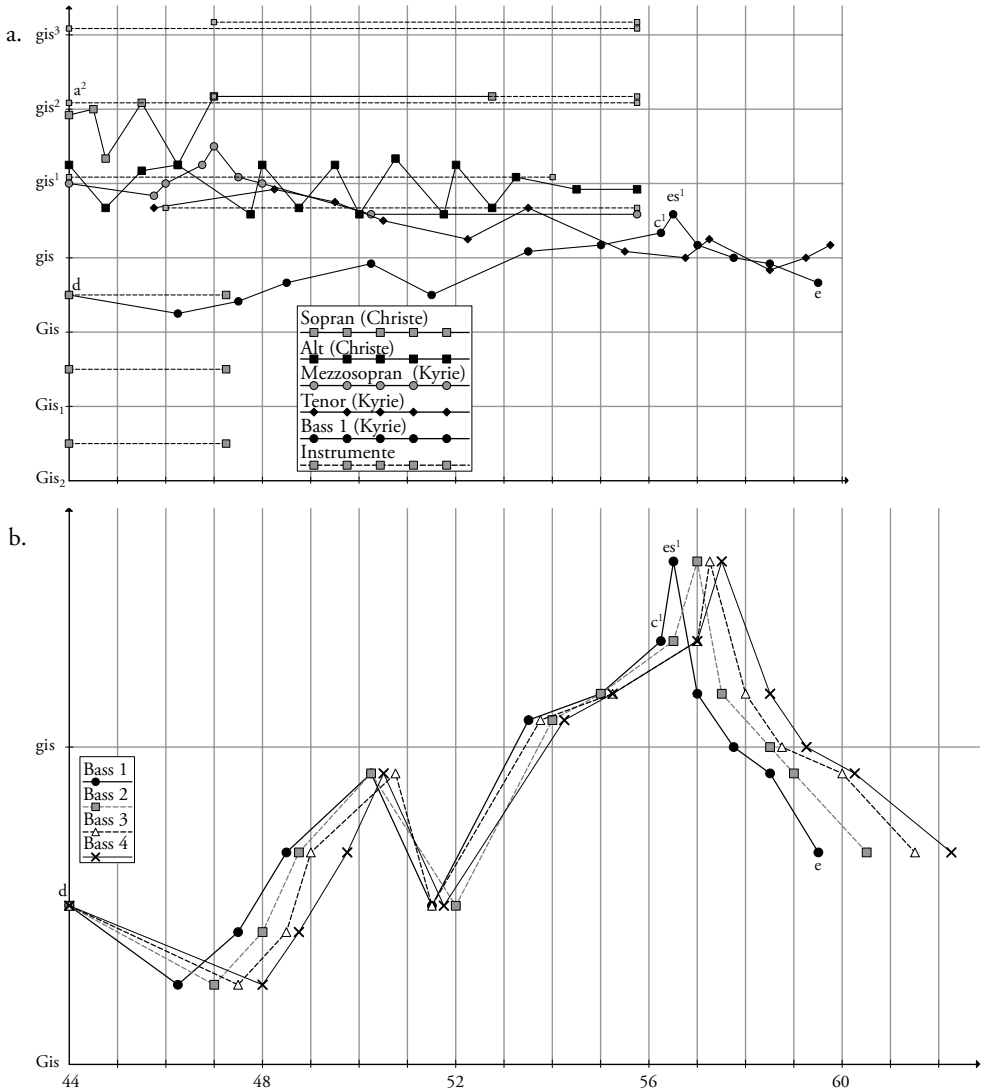 a.
gis³
a²
gis²
gis¹
es¹
c¹
gis
d
e
Gis
Sopran (Christe)
Alt (Christe)
Mezzosopran (Kyrie)
Tenor (Kyrie)
Bass 1 (Kyrie)
Instrumente
Gis₁
Gis₂
b.
es¹
c¹
gis
Bass 1
Bass 2
Bass 3
Bass 4
d
e
Gis
44 48 52 56 60